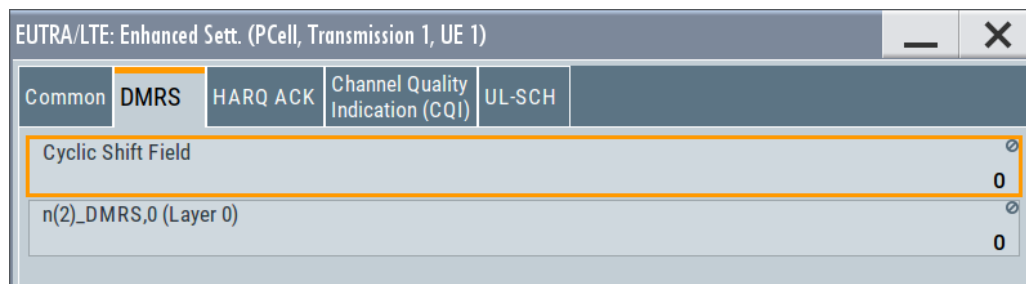 EUTRA/LTE: Enhanced Sett. (PCell, Transmission 1, UE 1)
Common DMRS HARQ ACK Channel Quality Indication (CQI) UL-SCH
Cyclic Shift Field
0
n(2)_DMRS,0 (Layer 0)
0